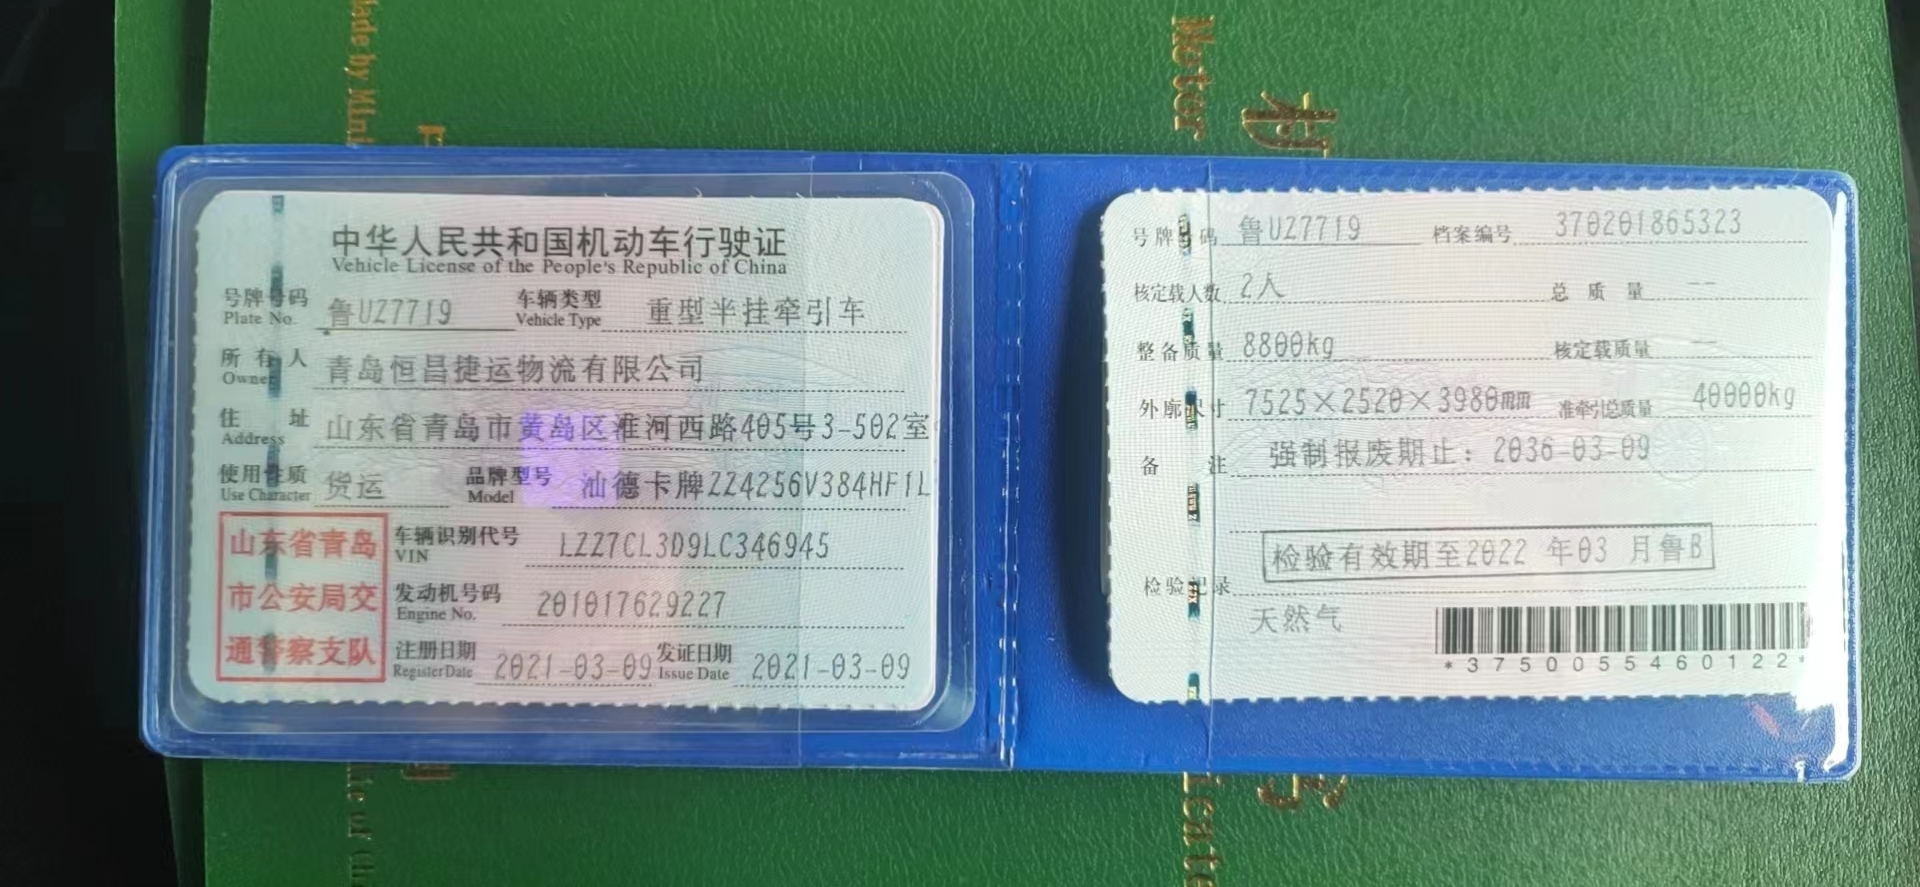 Motor
中华人民共和国机动车行驶证
Vehicle License of the People's Republic of China
号牌号码 鲁UZ7719 车辆类型 重型半挂牵引车
Plate No. Vehicle Type
所有人 青岛恒昌捷运物流有限公司
Owner
住址 山东省青岛市黄岛区淮河西路405号3-502室
Address
使用性质 货运 品牌型号 汕德卡牌ZZ4256V384HF1L
Use Character Model
山东省青岛
市公安局交
通警察支队
车辆识别代号 LZZ7CL3D9LC346945
VIN
发动机号码 201017629227
Engine No.
注册日期 2021-03-09 发证日期 2021-03-09
Register Date Issue Date
号牌号码 鲁UZ7719 档案编号 370201865323
核定载人数 2人 总质量 --
整备质量 8800kg 核定载质量 --
外廓尺寸 7525×2520×3980mm 准牵引总质量 40000kg
备注 强制报废期止：2036-03-09
检验有效期至2022 年03 月鲁B
检验记录
天然气
*3750055460122*